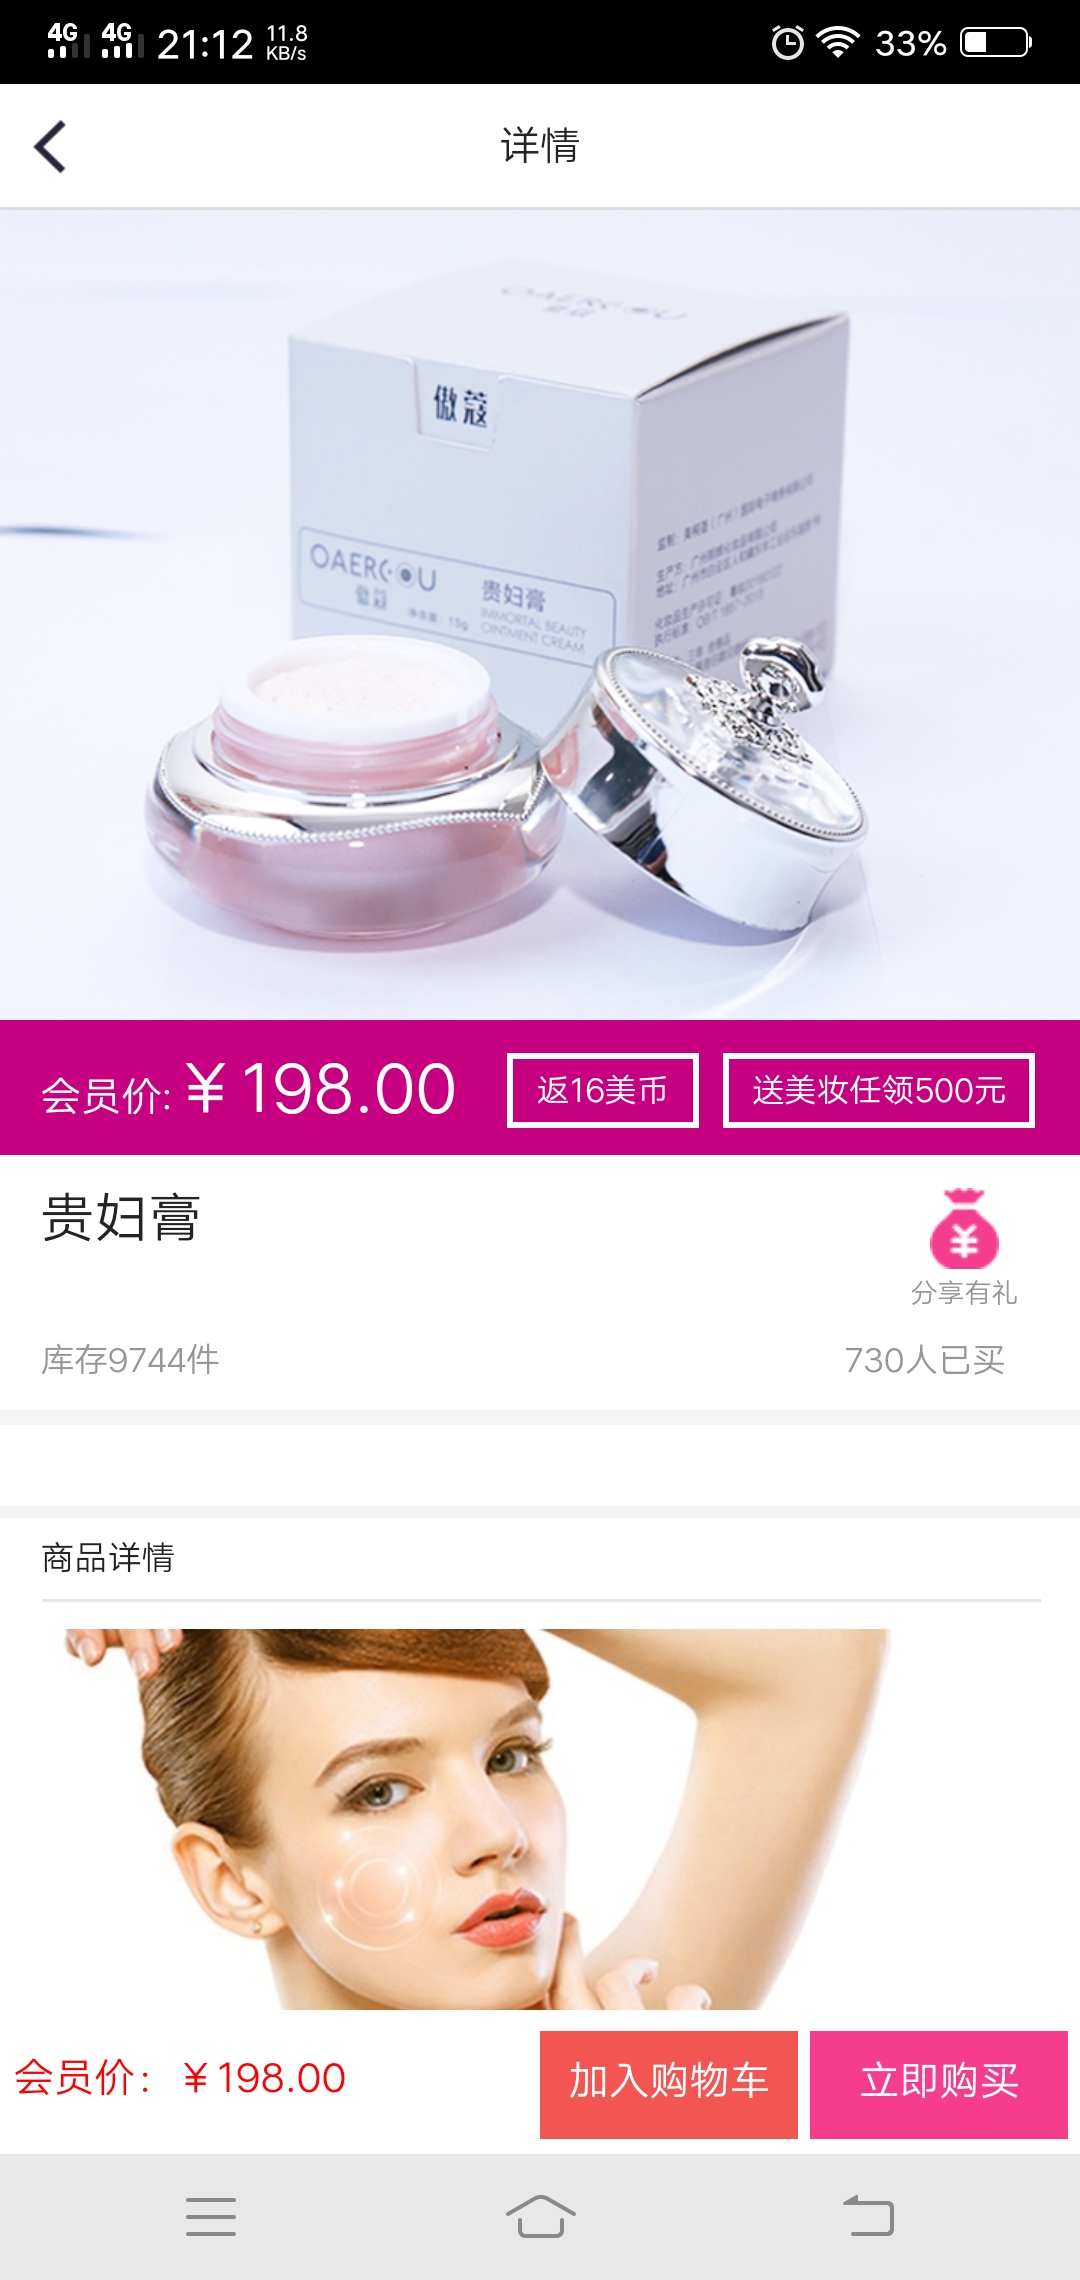 4G 4G 21:12 11.8 KB/s 33%
详情
OAERCOU
傲蔻
OAERCOU
傲蔻
净含量：15g
贵妇膏
IMMORTAL BEAUTY
OINTMENT CREAM
会员价:￥198.00 返16美币 送美妆任领500元
贵妇膏
分享有礼
库存9744件 730人已买
商品详情
会员价：￥198.00 加入购物车 立即购买